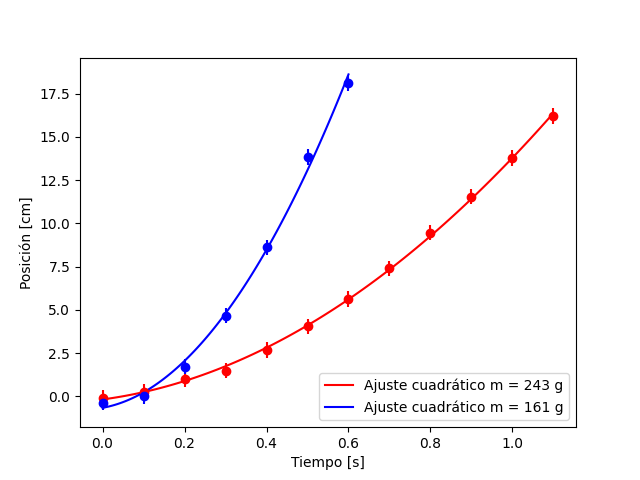 17.5
15.0
12.5
10.0
7.5
5.0
2.5
0.0
Posición [cm]
Ajuste cuadrático m = 243 g
Ajuste cuadrático m = 161 g
0.0 0.2 0.4 0.6 0.8 1.0
Tiempo [s]